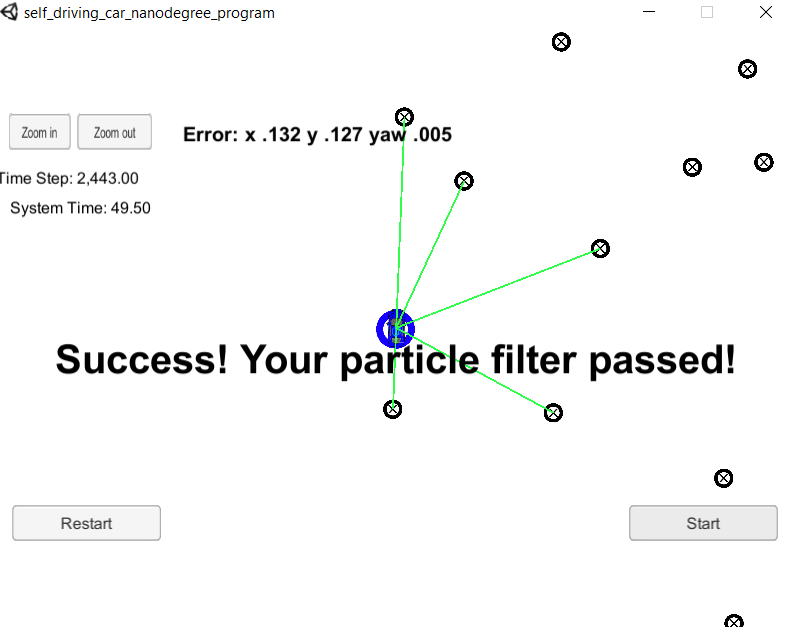 self_driving_car_nanodegree_program
Zoom in
Zoom out
Error: x .132 y .127 yaw .005
Time Step: 2,443.00
System Time: 49.50
Success! Your particle filter passed!
Restart
Start